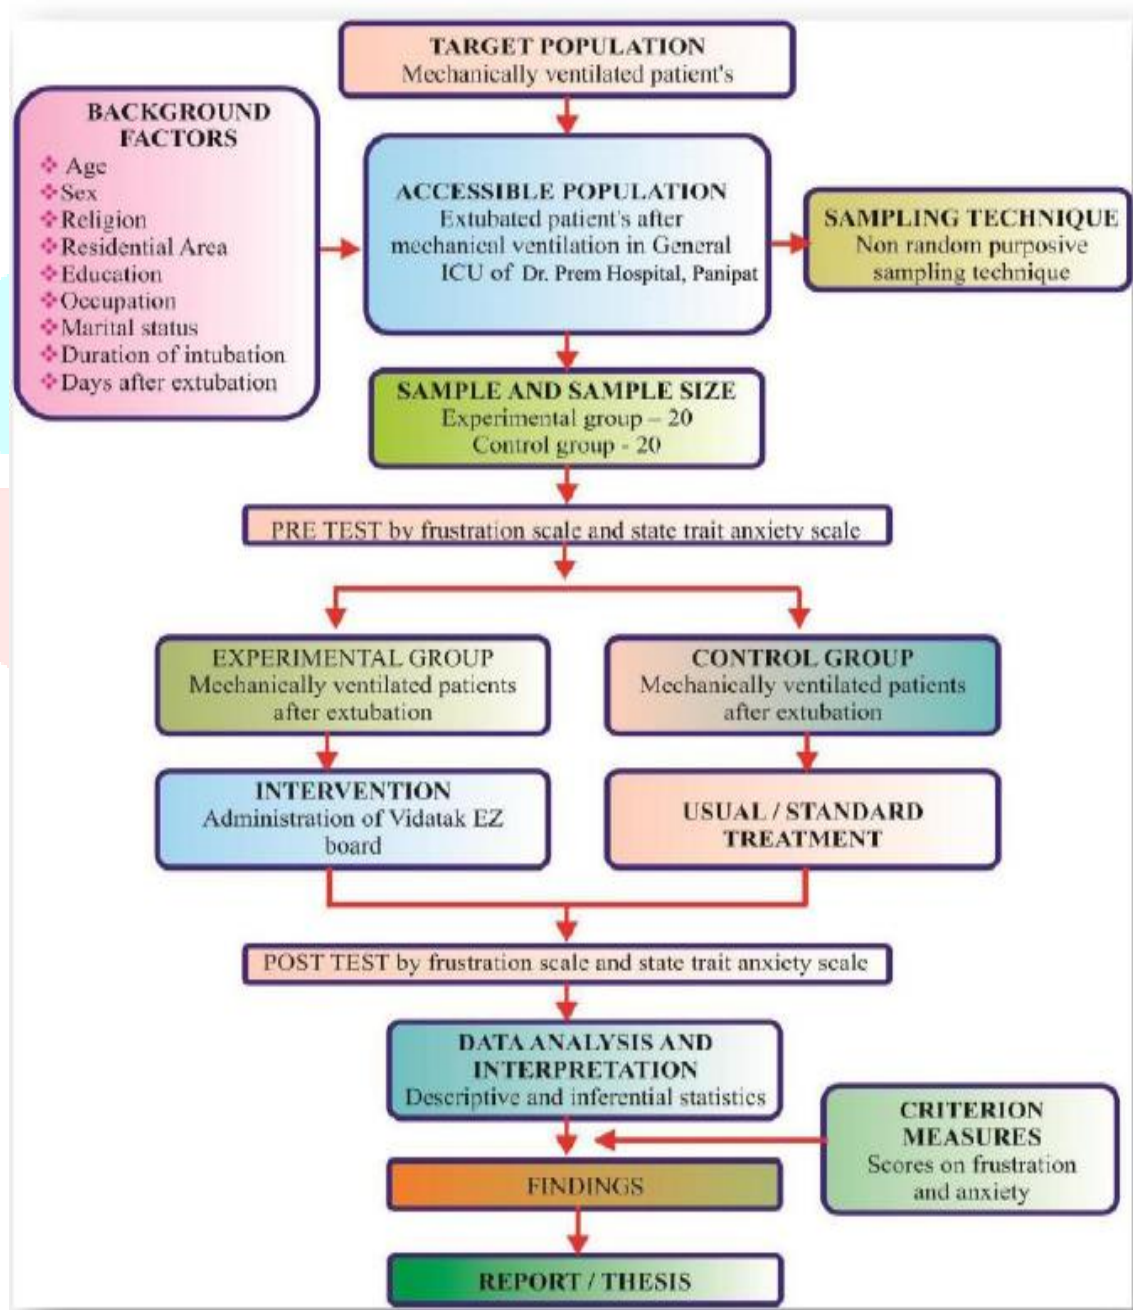 TARGET POPULATION
Mechanically ventilated patient's
BACKGROUND
FACTORS
❖ Age
❖ Sex
❖ Religion
❖ Residential Area
❖ Education
❖ Occupation
❖ Marital status
❖ Duration of intubation
❖ Days after extubation
ACCESSIBLE POPULATION
Extubated patient's after
mechanical ventilation in General
ICU of Dr. Prem Hospital, Panipat
SAMPLING TECHNIQUE
Non random purposive
sampling technique
SAMPLE AND SAMPLE SIZE
Experimental group – 20
Control group - 20
PRE TEST by frustration scale and state trait anxiety scale
EXPERIMENTAL GROUP
Mechanically ventilated patients
after extubation
CONTROL GROUP
Mechanically ventilated patients
after extubation
INTERVENTION
Administration of Vidatak EZ
board
USUAL / STANDARD
TREATMENT
POST TEST by frustration scale and state trait anxiety scale
DATA ANALYSIS AND
INTERPRETATION
Descriptive and inferential statistics
CRITERION
MEASURES
Scores on frustration
and anxiety
FINDINGS
REPORT / THESIS